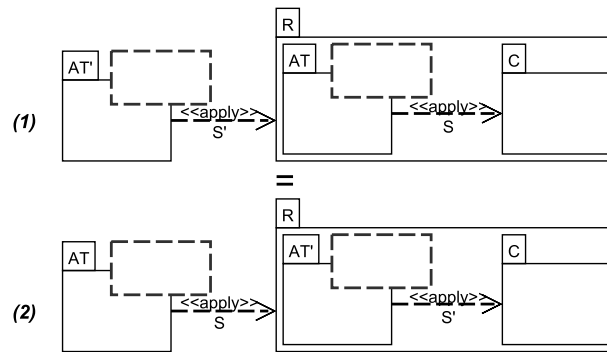 R
AT'
AT
C
(1)
<<apply>>
S'
<<apply>>
S
=
R
AT
AT'
C
(2)
<<apply>>
S
<<apply>>
S'